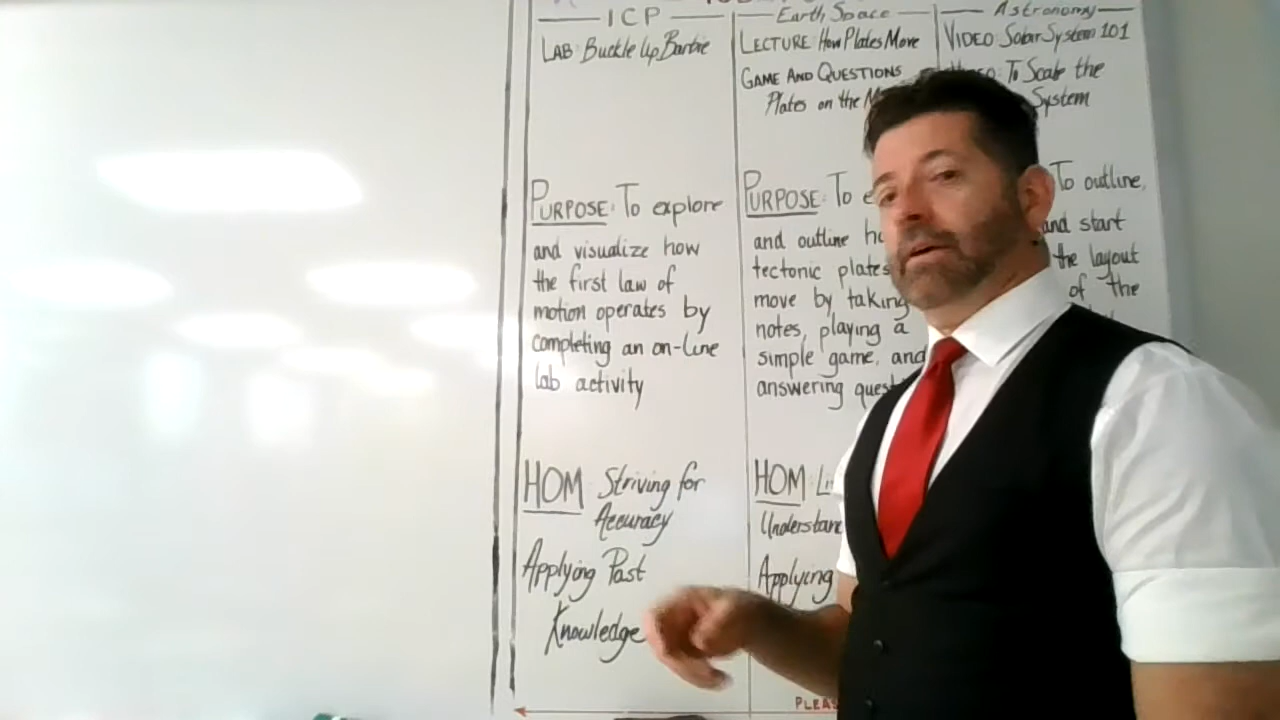 ICP
LAB: Buckle Up Barbie
PURPOSE: To explore
and visualize how
the first law of
motion operates by
completing an on-line
lab activity
HOM Striving for
Accuracy
Applying Past
Knowledge
Earth Space
LECTURE: How Plates Move
GAME AND QUESTIONS
Plates on the
PURPOSE: To
and outline
tectonic plates
move by taking
notes, playing a
simple game, and
answering
HOM:
Applying
Astronomy
VIDEO: Solar System 101
To Scale the
System
To outline,
and start
the layout
of the